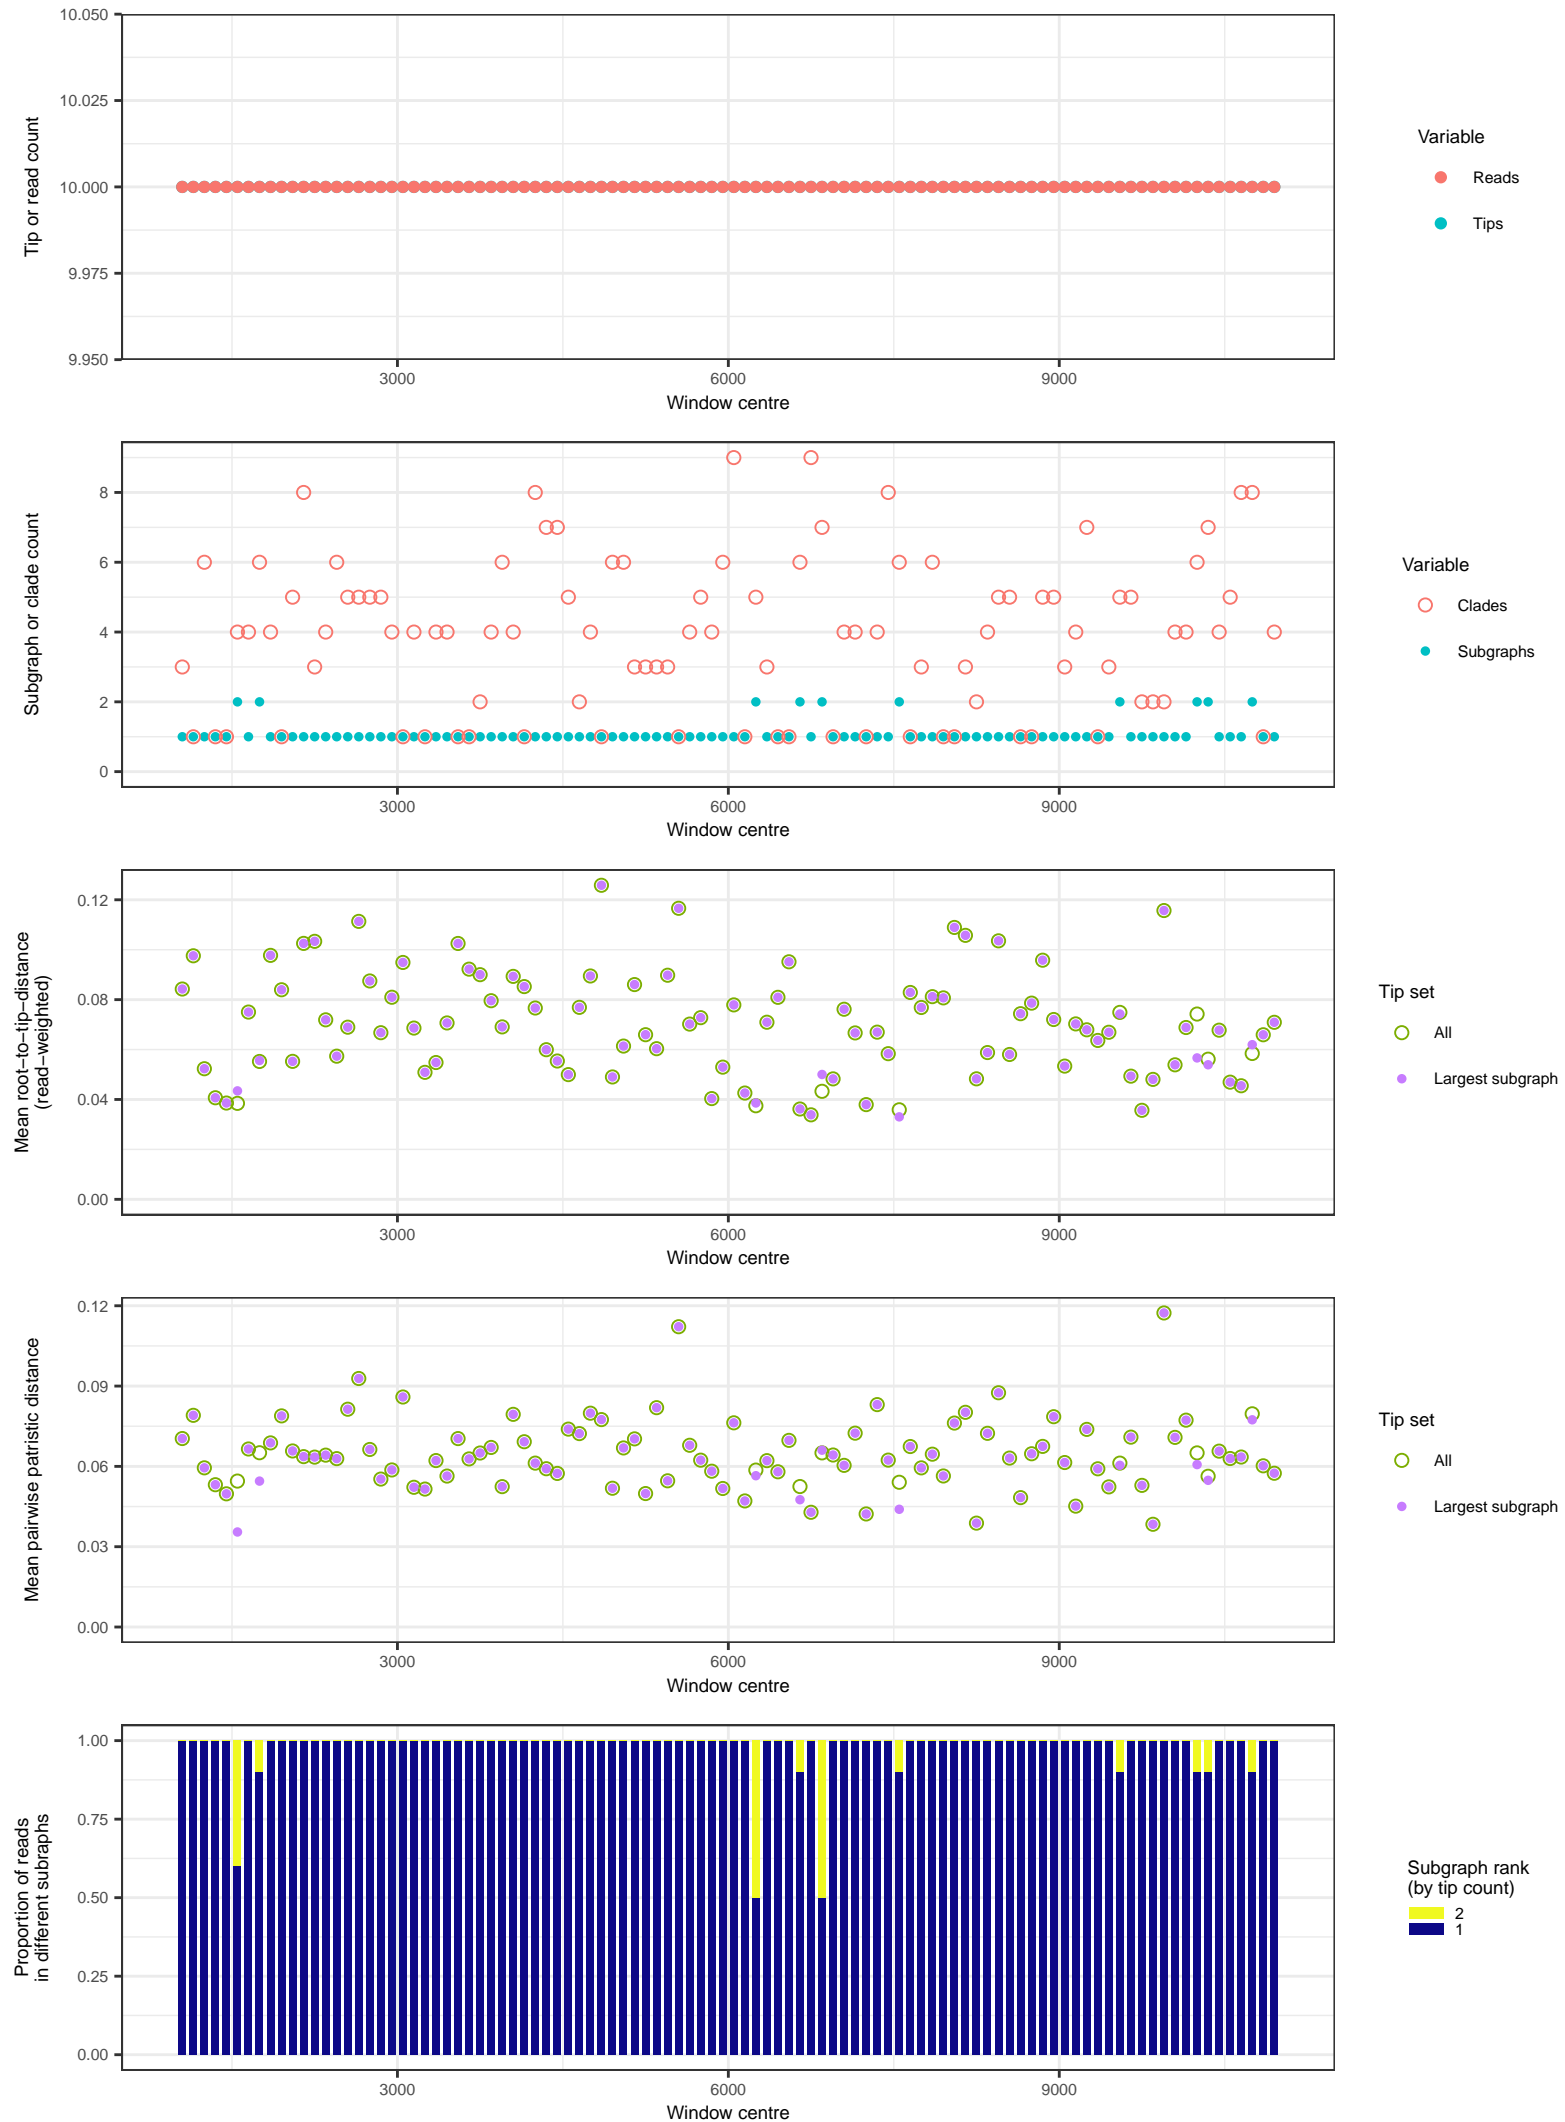 10.050
10.025
10.000
9.975
9.950
Tip or read count
3000 6000 9000
Window centre
Variable
Reads
Tips
8
6
4
2
0
Subgraph or clade count
3000 6000 9000
Window centre
Variable
Clades
Subgraphs
0.12
0.08
0.04
0.00
Mean root−to−tip−distance
(read−weighted)
3000 6000 9000
Window centre
Tip set
All
Largest subgraph
0.12
0.09
0.06
0.03
0.00
Mean pairwise patristic distance
3000 6000 9000
Window centre
Tip set
All
Largest subgraph
1.00
0.75
0.50
0.25
0.00
Proportion of reads
in different subraphs
3000 6000 9000
Window centre
Subgraph rank
(by tip count)
2
1